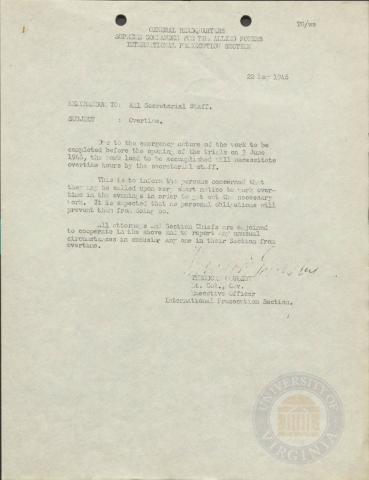 TG/ws
GENERAL HEADQUARTERS
SUPREME COMMANDER FOR THE ALLIED POWERS
INTERNATIONAL PROSECUTION SECTION
22 May 1946
MEMORANDUM TO: All Secretarial Staff.
SUBJECT : Overtime.
Due to the emergency nature of the work to be
completed before the opening of the trials on 3 June
1946, the work load to be accomplished will necessitate
overtime hours by the secretarial staff.
This is to inform the persons concerned that
they may be called upon very short notice to work over-
time in the evenings in order to get out the necessary
work. It is expected that no personal obligations will
prevent them from doing so.
All attorneys and Section Chiefs are enjoined
to cooperate in the above and to report any unusual
circumstances in excusing any one in their Section from
overtime.
Lt. Col., Cav.
Executive Officer
International Prosecution Section.
UNIVERSITY OF VIRGINIA